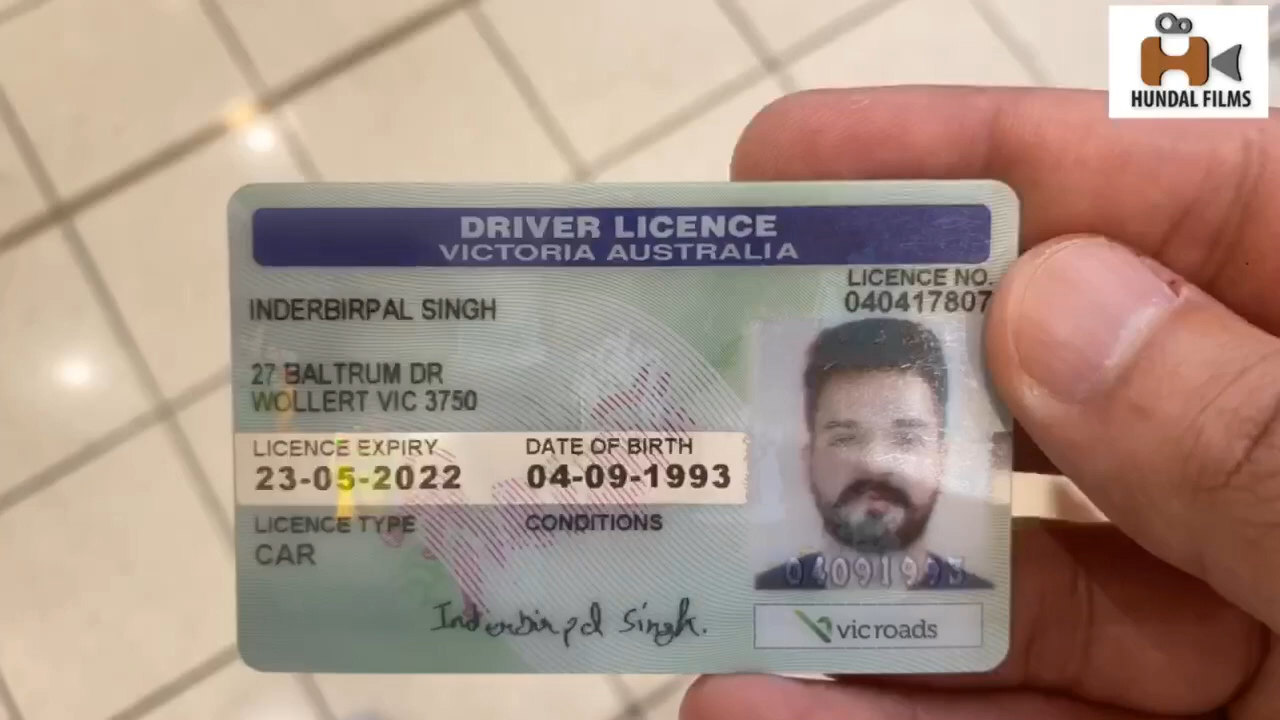 HUNDAL FILMS
DRIVER LICENCE
VICTORIA AUSTRALIA
LICENCE NO.
040417807
INDERBIRPAL SINGH
27 BALTRUM DR
WOLLERT VIC 3750
LICENCE EXPIRY DATE OF BIRTH
23-05-2022 04-09-1993
LICENCE TYPE CONDITIONS
CAR
04091993
Inderbirpal Singh.
vicroads